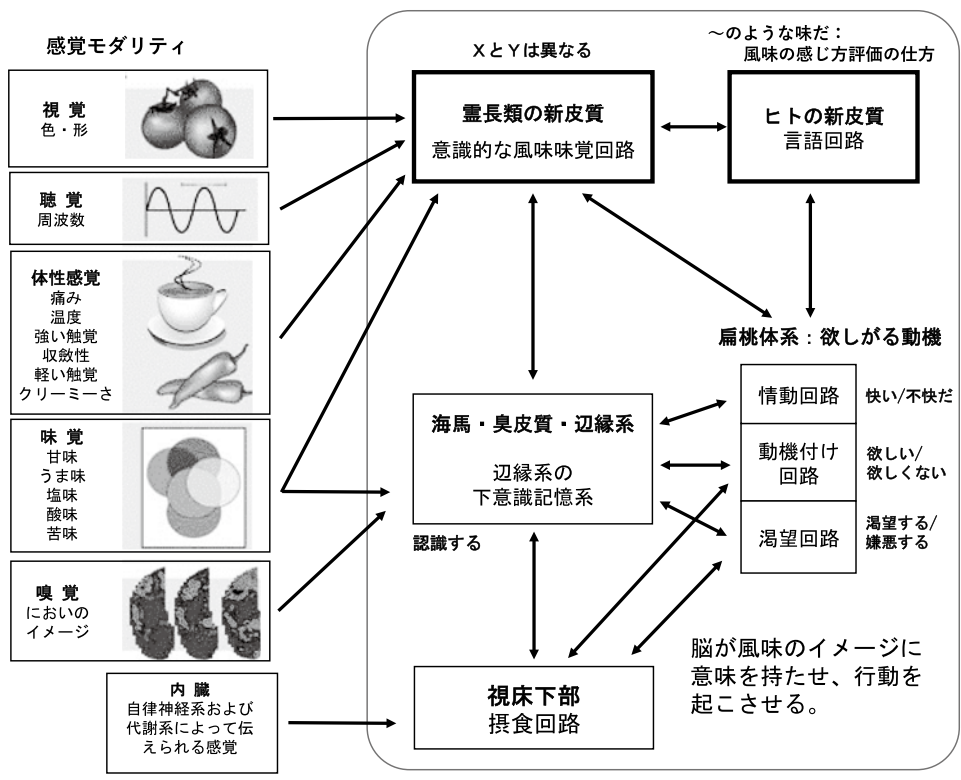 感覚モダリティ
視 覚
色・形
聴 覚
周波数
体性感覚
痛み
温度
強い触覚
収斂性
軽い触覚
クリーミーさ
味 覚
甘味
うま味
塩味
酸味
苦味
嗅 覚
においの
イメージ
内 臓
自律神経系および
代謝系によって伝
えられる感覚
XとYは異なる
霊長類の新皮質
意識的な風味味覚回路
〜のような味だ：
風味の感じ方評価の仕方
ヒトの新皮質
言語回路
海馬・臭皮質・辺縁系
辺縁系の
下意識記憶系
認識する
扁桃体系：欲しがる動機
情動回路
快い/不快だ
動機付け
回路
欲しい/
欲しくない
渇望回路
渇望する/
嫌悪する
視床下部
摂食回路
脳が風味のイメージに
意味を持たせ、行動を
起こさせる。